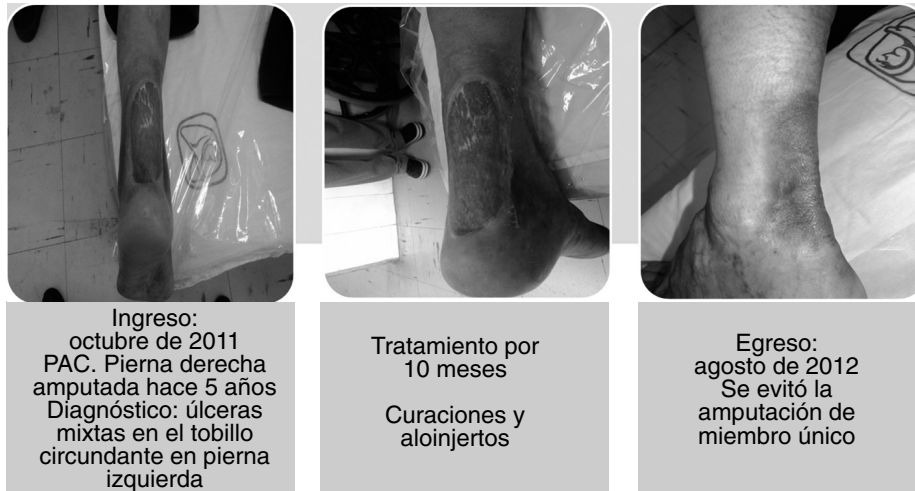 Ingreso:
octubre de 2011
PAC. Pierna derecha
amputada hace 5 años
Diagnóstico: úlceras
mixtas en el tobillo
circundante en pierna
izquierda
Tratamiento por
10 meses
Curaciones y
aloinjertos
Egreso:
agosto de 2012
Se evitó la
amputación de
miembro único